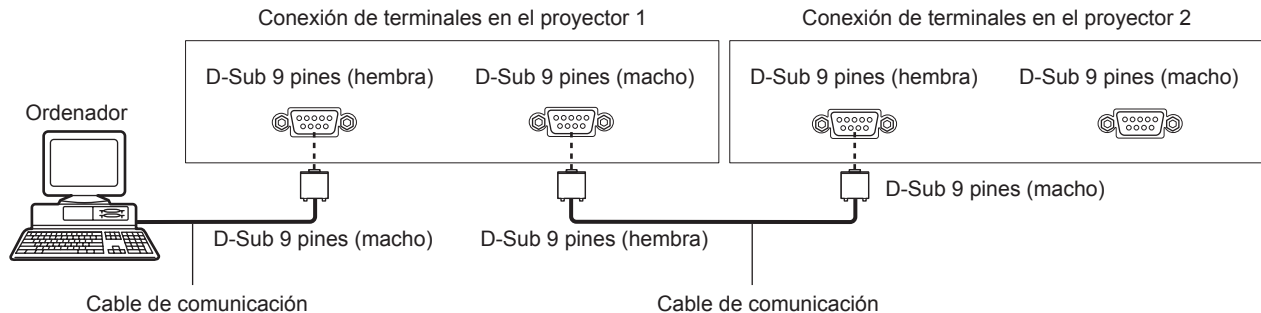 Conexión de terminales en el proyector 1
Conexión de terminales en el proyector 2
D-Sub 9 pines (hembra)
D-Sub 9 pines (macho)
D-Sub 9 pines (hembra)
D-Sub 9 pines (macho)
Ordenador
D-Sub 9 pines (macho)
D-Sub 9 pines (macho)
D-Sub 9 pines (hembra)
Cable de comunicación
Cable de comunicación